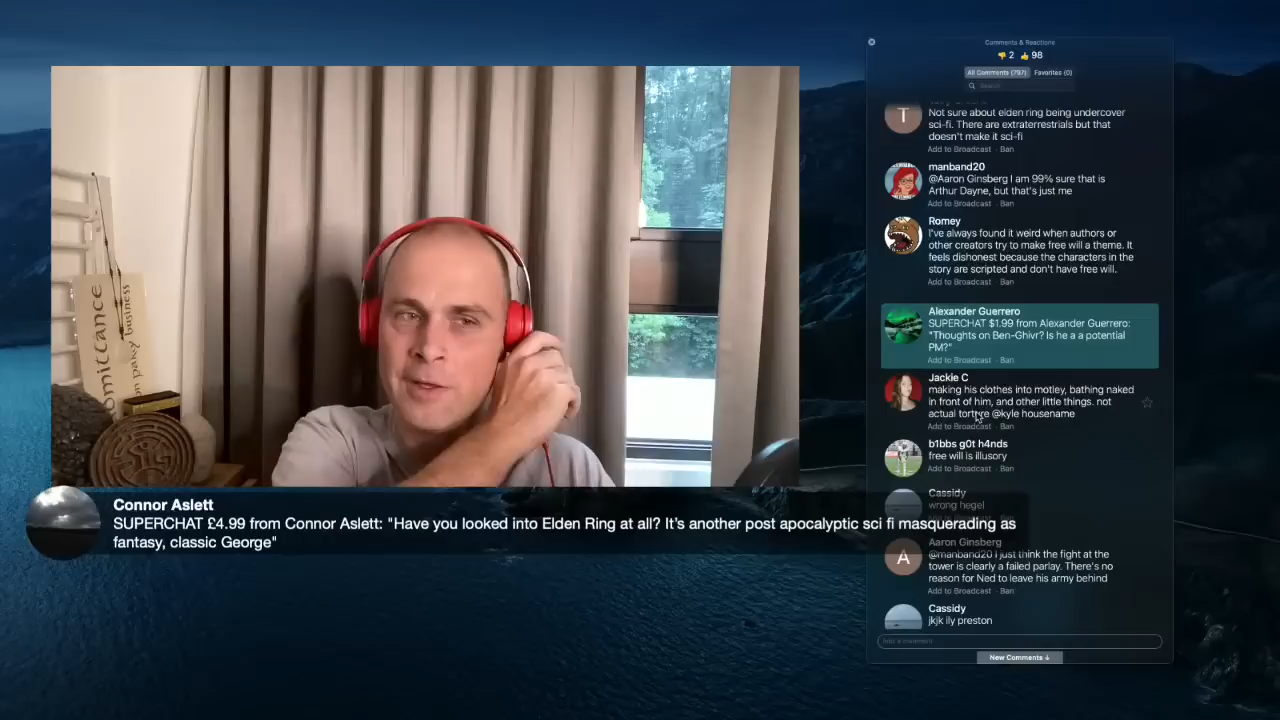 Comments & Reactions
👎 2 👍 98
All Comments (797) Favorites (0)
Search
Not sure about elden ring being undercover
sci-fi. There are extraterrestrials but that
doesn't make it sci-fi
Add to Broadcast · Ban
manband20
@Aaron Ginsberg I am 99% sure that is
Arthur Dayne, but that's just me
Add to Broadcast · Ban
Romey
I've always found it weird when authors or
other creators try to make free will a theme. It
feels dishonest because the characters in the
story are scripted and don't have free will.
Add to Broadcast · Ban
Alexander Guerrero
SUPERCHAT $1.99 from Alexander Guerrero:
"Thoughts on Ben-Ghivr? Is he a a potential
PM?"
Add to Broadcast · Ban
Jackie C
making his clothes into motley, bathing naked
in front of him, and other little things. not
actual torture @kyle housename
Add to Broadcast · Ban
b1bbs g0t h4nds
free will is illusory
Add to Broadcast · Ban
Cassidy
wrong hegel
Aaron Ginsberg
A
@manband20 I just think the fight at the
tower is clearly a failed parlay. There's no
reason for Ned to leave his army behind
Add to Broadcast · Ban
Cassidy
jkjk ily preston
Add a comment
New Comments ↓
T
omittance
on party business
Connor Aslett
SUPERCHAT £4.99 from Connor Aslett: "Have you looked into Elden Ring at all? It's another post apocalyptic sci fi masquerading as
fantasy, classic George"